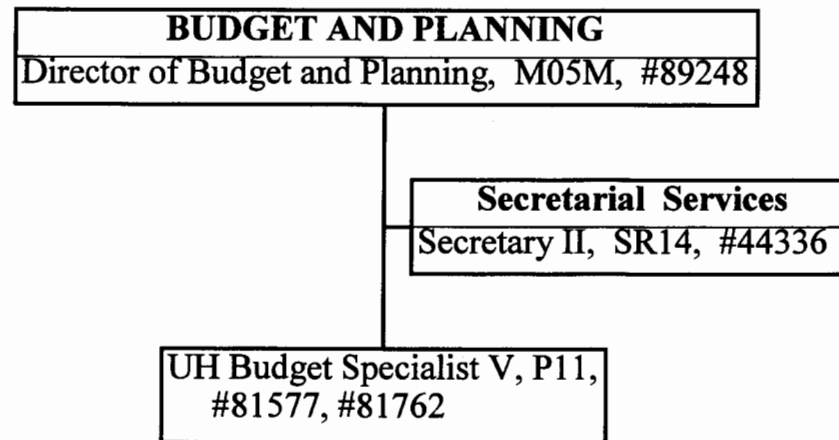 BUDGET AND PLANNING
Director of Budget and Planning, M05M, #89248
Secretarial Services
Secretary II, SR14, #44336
UH Budget Specialist V, P11,
#81577, #81762